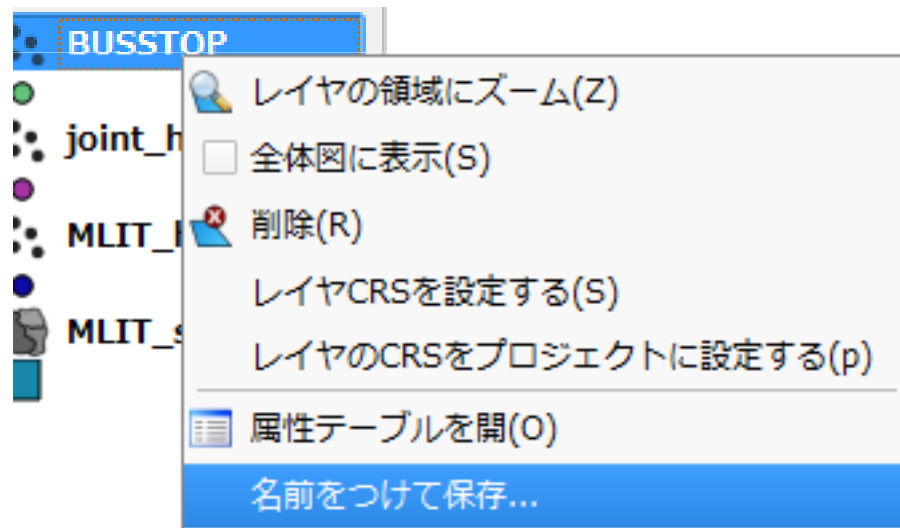 BUSSTOP
レイヤの領域にズーム(Z)
joint_h
全体図に表示(S)
削除(R)
MLIT_
レイヤCRSを設定する(S)
MLIT_s
レイヤのCRSをプロジェクトに設定する(p)
属性テーブルを開(O)
名前をつけて保存...